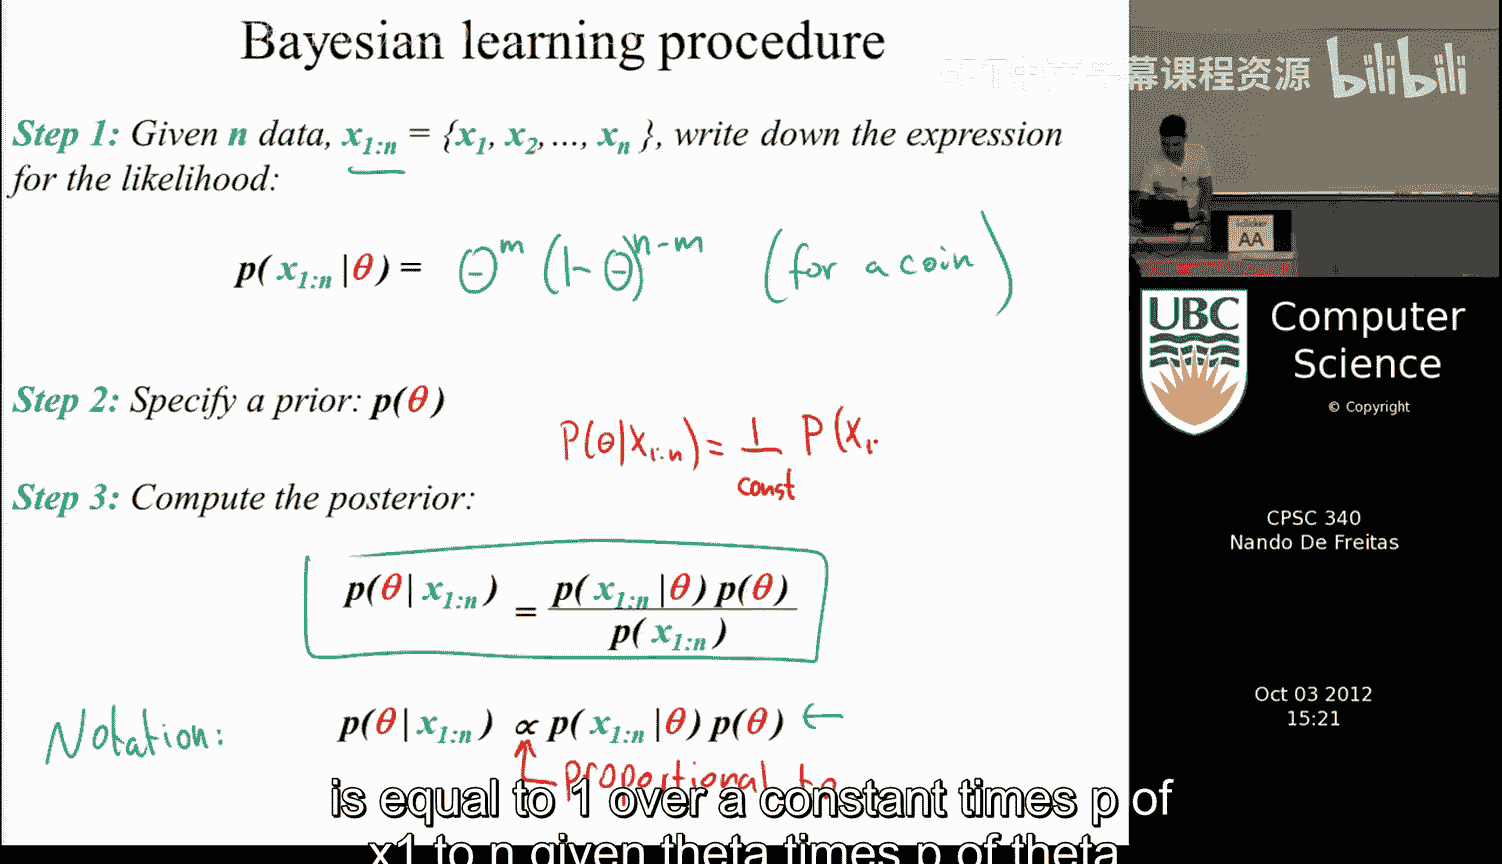 Bayesian learning procedure
Step 1: Given n data, x1:n = {x1, x2,..., xn }, write down the expression
for the likelihood:
p( x1:n |θ) = θ^m (1-θ)^n-m (for a coin)
Step 2: Specify a prior: p(θ)
P(θ|x1:n) = 1/const P(x1:
Step 3: Compute the posterior:
p(θ| x1:n ) = p( x1:n |θ) p(θ) / p( x1:n )
Notation: p(θ| x1:n ) ∝ p( x1:n |θ) p(θ) ←
proportional to
is equal to 1 over a constant times p of
x1 to n given theta times p of theta
幕课程资源
bilibili
AA
UBC
Computer
Science
© Copyright
CPSC 340
Nando De Freitas
Oct 03 2012
15:21